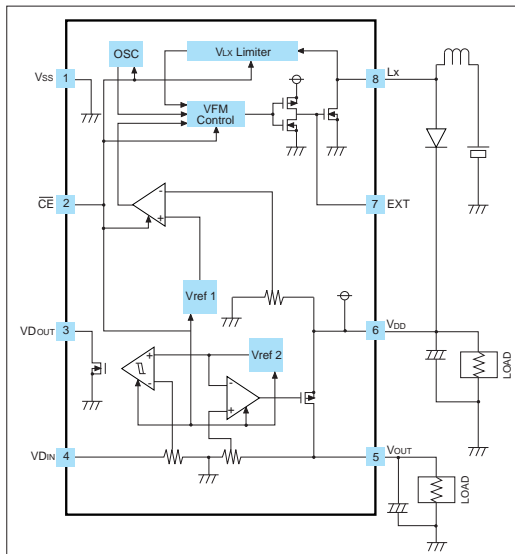 OSC
VLX Limiter
VSS
1
8
LX
VFM
Control
CE
2
7
EXT
-
+
Vref 1
VDOUT
3
6
VDD
Vref 2
+
-
-
+
LOAD
VDIN
4
5
VOUT
LOAD